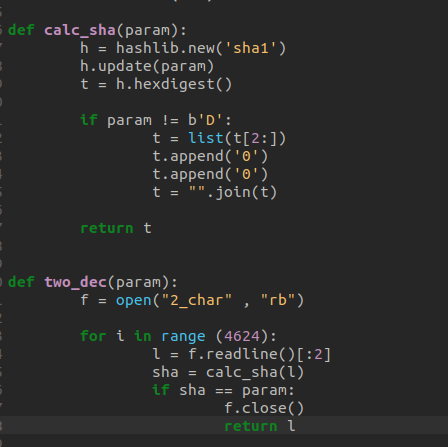 def calc_sha(param):
h = hashlib.new('sha1')
h.update(param)
t = h.hexdigest()
if param != b'D':
t = list(t[2:])
t.append('0')
t.append('0')
t = "".join(t)
return t
def two_dec(param):
f = open("2_char" , "rb")
for i in range (4624):
l = f.readline()[:2]
sha = calc_sha(l)
if sha == param:
f.close()
return l